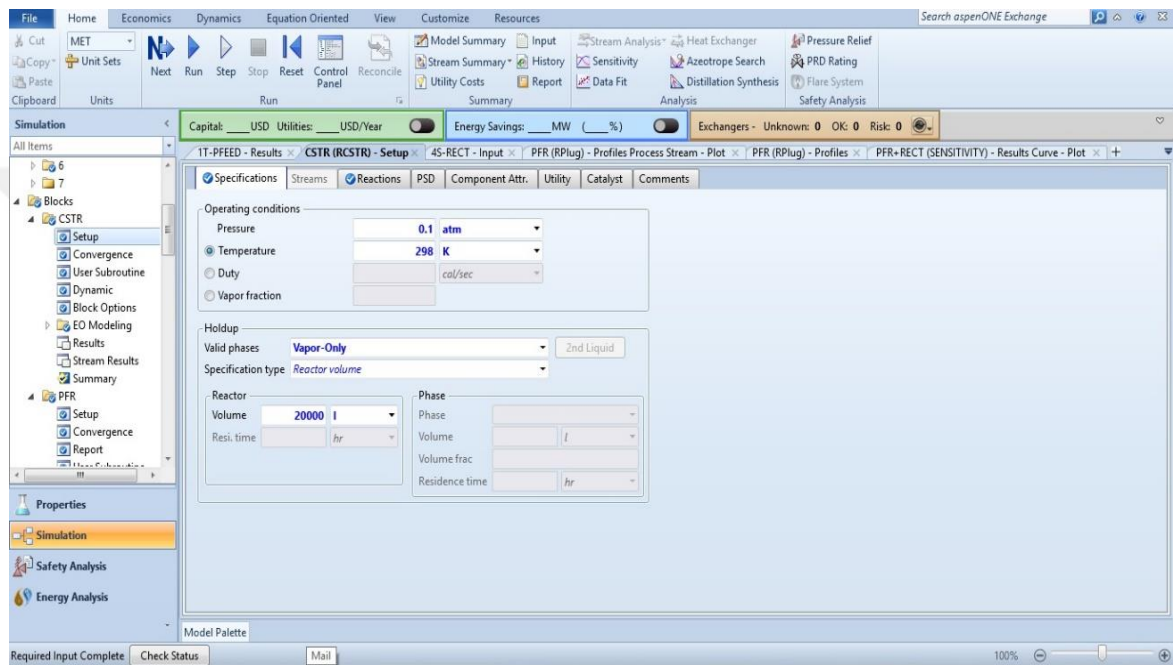 File Home Economics Dynamics Equation Oriented View Customize Resources Search aspenONE Exchange
Cut MET Model Summary Input Stream Analysis Heat Exchanger Pressure Relief
Copy Unit Sets Next Run Step Stop Reset Control Panel Reconcile Stream Summary History Sensitivity Azeotrope Search PRD Rating
Paste Utility Costs Report Data Fit Distillation Synthesis Flare System
Clipboard Units Run Summary Analysis Safety Analysis
Simulation < Capital: ____USD Utilities: ____USD/Year Energy Savings: ____MW (____%) Exchangers - Unknown: 0 OK: 0 Risk: 0
All Items 1T-PFEED - Results × CSTR (RCSTR) - Setup × 4S-RECT - Input × PFR (RPlug) - Profiles Process Stream - Plot × PFR (RPlug) - Profiles × PFR+RECT (SENSITIVITY) - Results Curve - Plot × +
6
7
Blocks
CSTR
Setup
Convergence
User Subroutine
Dynamic
Block Options
EO Modeling
Results
Stream Results
Summary
PFR
Setup
Convergence
Report
Specifications Streams Reactions PSD Component Attr. Utility Catalyst Comments
Operating conditions
Pressure 0.1 atm
Temperature 298 K
Duty cal/sec
Vapor fraction
Holdup
Valid phases Vapor-Only 2nd Liquid
Specification type Reactor volume
Reactor
Volume 20000 l
Resi. time hr
Phase
Phase
Volume l
Volume frac
Residence time hr
Properties
Simulation
Safety Analysis
Energy Analysis
Model Palette
Required Input Complete Check Status Mail 100%